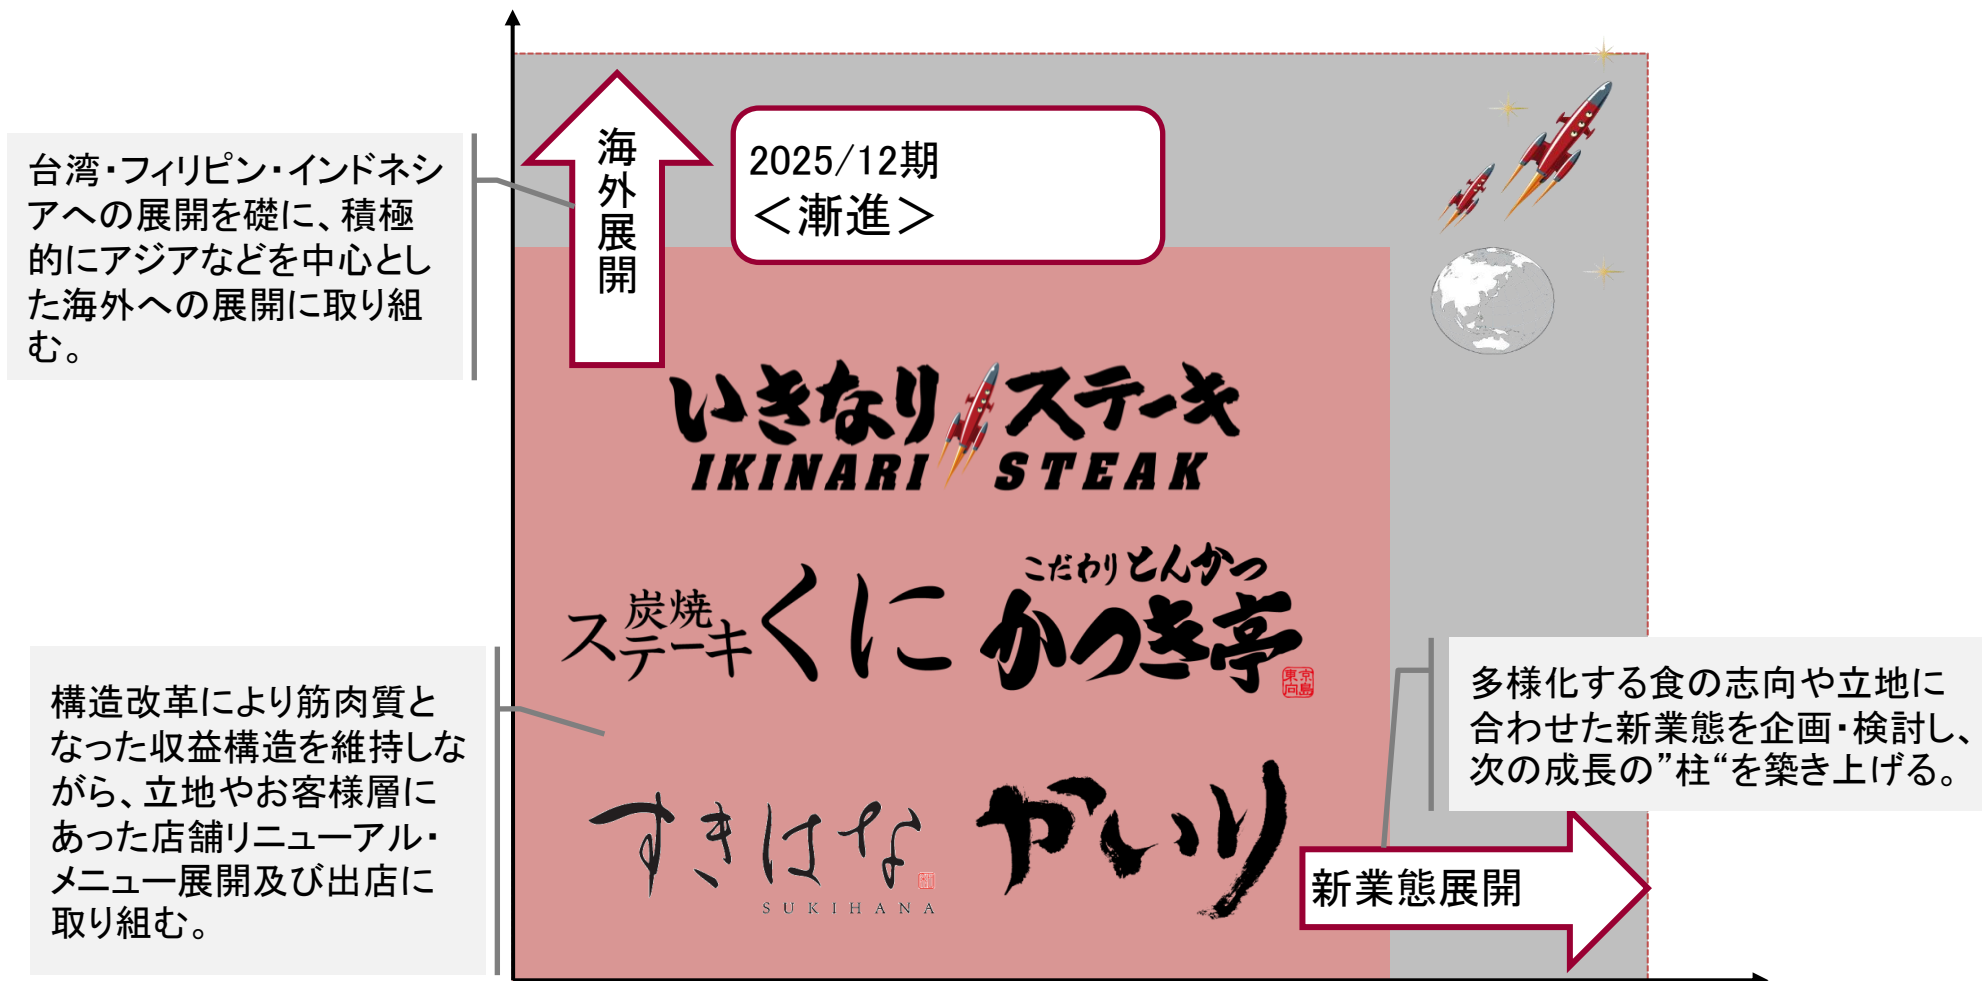 海外展開
2025/12期
＜漸進＞
台湾・フィリピン・インドネシ
アへの展開を礎に、積極
的にアジアなどを中心とし
た海外への展開に取り組
む。
いきなりステーキ
IKINARI STEAK
炭焼
ステーキくに
こだわりとんかつ
かつき亭
東京
向島
構造改革により筋肉質と
なった収益構造を維持しな
がら、立地やお客様層に
あった店舗リニューアル・
メニュー展開及び出店に
取り組む。
すきはな
SUKIHANA
やいり
多様化する食の志向や立地に
合わせた新業態を企画・検討し、
次の成長の”柱“を築き上げる。
新業態展開